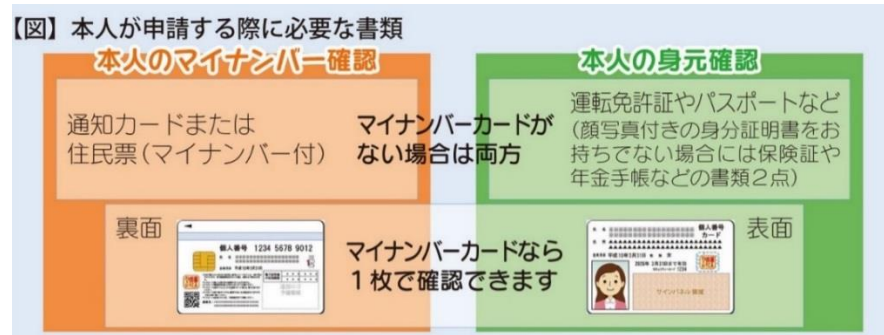 【図】本人が申請する際に必要な書類
本人のマイナンバー確認
本人の身元確認
通知カードまたは
住民票(マイナンバー付)
マイナンバーカードが
ない場合は両方
運転免許証やパスポートなど
(顔写真付きの身分証明書をお
持ちでない場合には保険証や
年金手帳などの書類2点)
裏面
個人番号 1234 5678 9012
マイナンバーカードなら
1枚で確認できます
表面
個人番号
カード
サインパネル領域